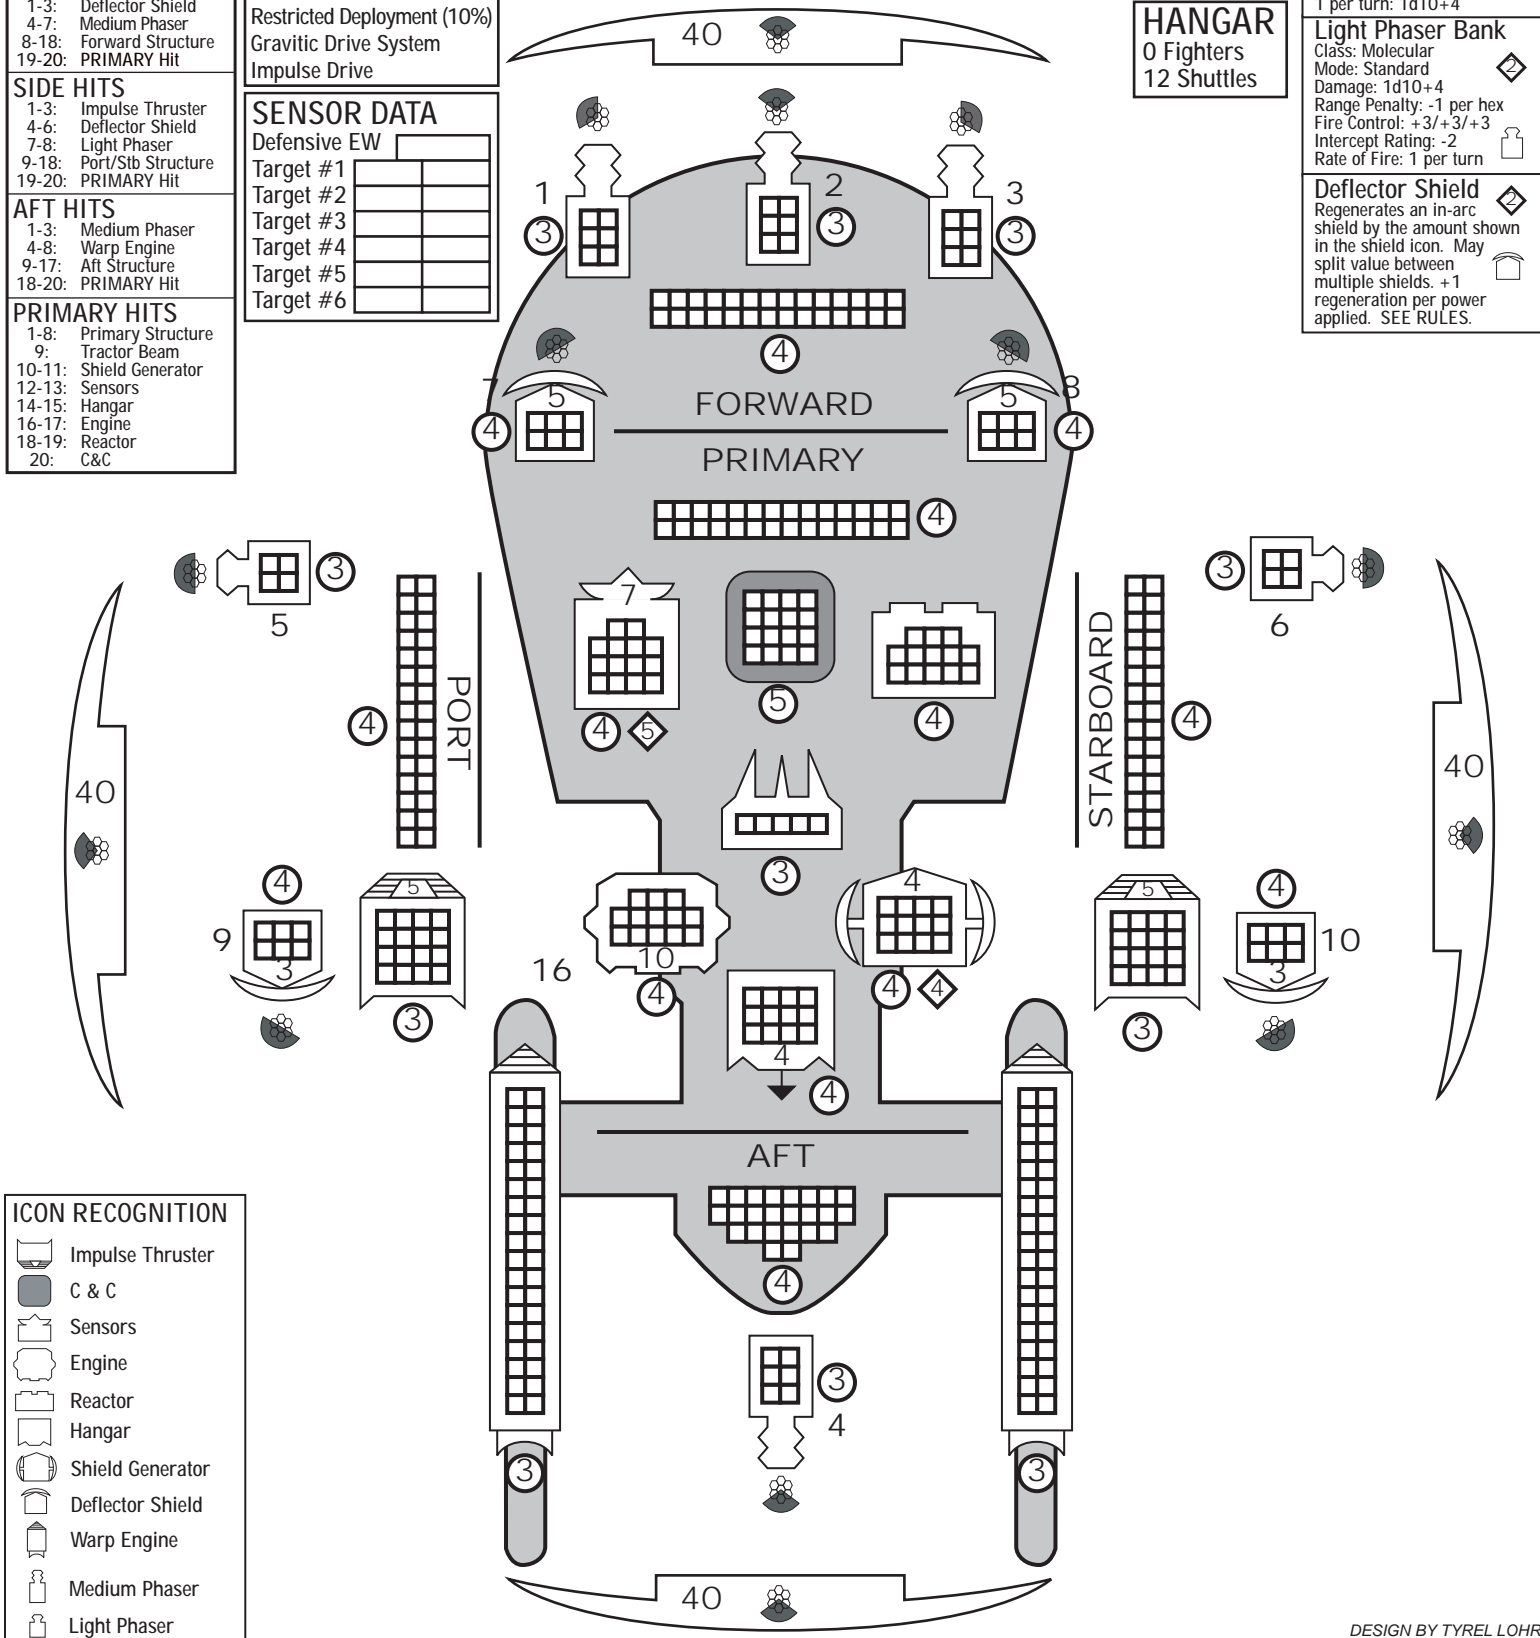 1-3: Deflector Shield
4-7: Medium Phaser
8-18: Forward Structure
19-20: PRIMARY Hit
SIDE HITS
1-3: Impulse Thruster
4-6: Deflector Shield
7-8: Light Phaser
9-18: Port/Stb Structure
19-20: PRIMARY Hit
AFT HITS
1-3: Medium Phaser
4-8: Warp Engine
9-17: Aft Structure
18-20: PRIMARY Hit
PRIMARY HITS
1-8: Primary Structure
9: Tractor Beam
10-11: Shield Generator
12-13: Sensors
14-15: Hangar
16-17: Engine
18-19: Reactor
20: C&C
Restricted Deployment (10%)
Gravitic Drive System
Impulse Drive
SENSOR DATA
Defensive EW
Target #1
Target #2
Target #3
Target #4
Target #5
Target #6
40
HANGAR
0 Fighters
12 Shuttles
1 per turn: 1d10+4
Light Phaser Bank
Class: Molecular
Mode: Standard
2
Damage: 1d10+4
Range Penalty: -1 per hex
Fire Control: +3/+3/+3
Intercept Rating: -2
Rate of Fire: 1 per turn
Deflector Shield
2
Regenerates an in-arc
shield by the amount shown
in the shield icon. May
split value between
multiple shields. +1
regeneration per power
applied. SEE RULES.
1
3
2
3
3
3
4
7
5
4
8
5
4
FORWARD
PRIMARY
4
3
5
3
6
7
4
5
5
4
PORT
4
STARBOARD
4
40
40
3
4
9
3
5
3
16
10
4
4
4
4
5
3
4
10
3
4
4
AFT
4
3
4
3
3
40
ICON RECOGNITION
Impulse Thruster
C & C
Sensors
Engine
Reactor
Hangar
Shield Generator
Deflector Shield
Warp Engine
Medium Phaser
Light Phaser
DESIGN BY TYREL LOHR